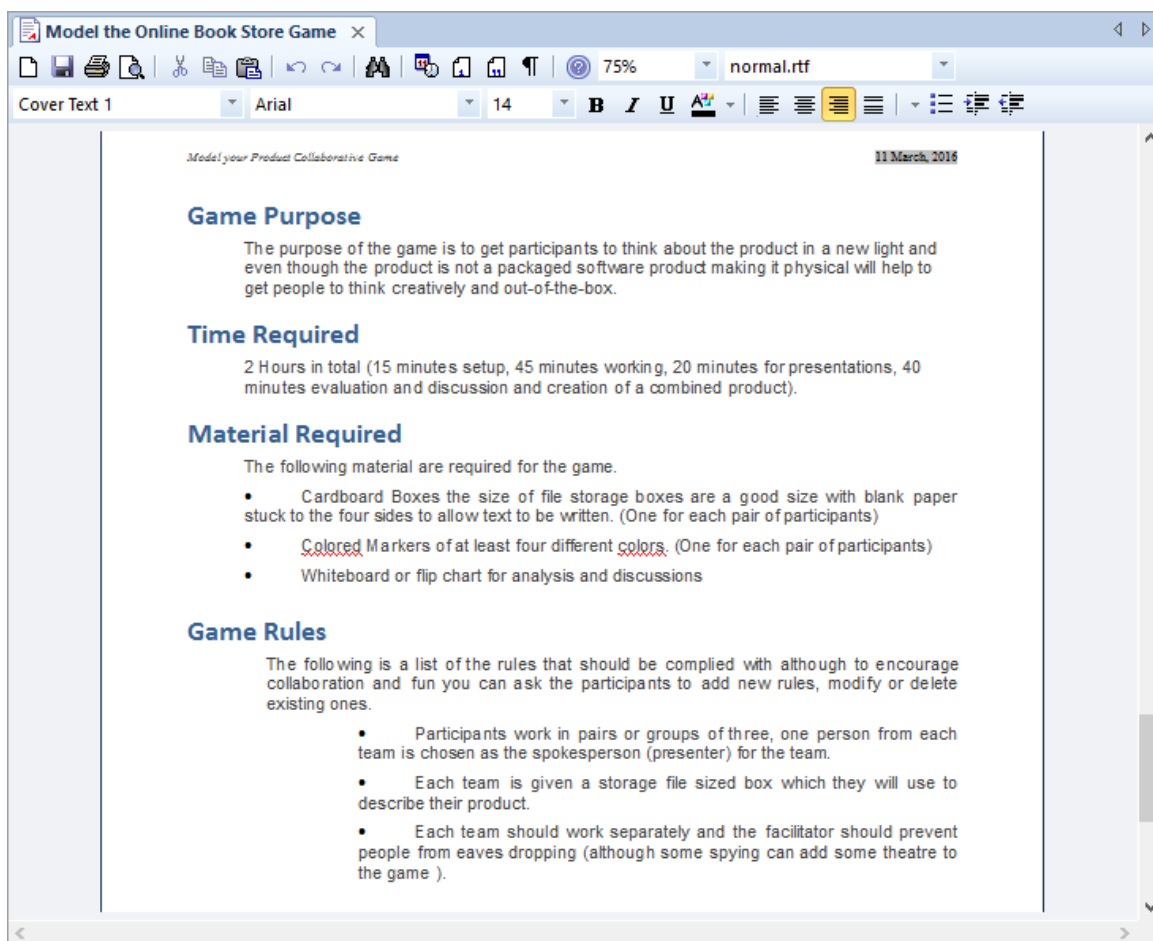 Model the Online Book Store Game
75% normal.rtf
Cover Text 1 Arial 14 B I U A
Model your Product Collaborative Game 11 March, 2016
Game Purpose
The purpose of the game is to get participants to think about the product in a new light and
even though the product is not a packaged software product making it physical will help to
get people to think creatively and out-of-the-box.
Time Required
2 Hours in total (15 minutes setup, 45 minutes working, 20 minutes for presentations, 40
minutes evaluation and discussion and creation of a combined product).
Material Required
The following material are required for the game.
• Cardboard Boxes the size of file storage boxes are a good size with blank paper
stuck to the four sides to allow text to be written. (One for each pair of participants)
• Colored Markers of at least four different colors. (One for each pair of participants)
• Whiteboard or flip chart for analysis and discussions
Game Rules
The following is a list of the rules that should be complied with although to encourage
collaboration and fun you can ask the participants to add new rules, modify or delete
existing ones.
• Participants work in pairs or groups of three, one person from each
team is chosen as the spokesperson (presenter) for the team.
• Each team is given a storage file sized box which they will use to
describe their product.
• Each team should work separately and the facilitator should prevent
people from eaves dropping (although some spying can add some theatre to
the game ).